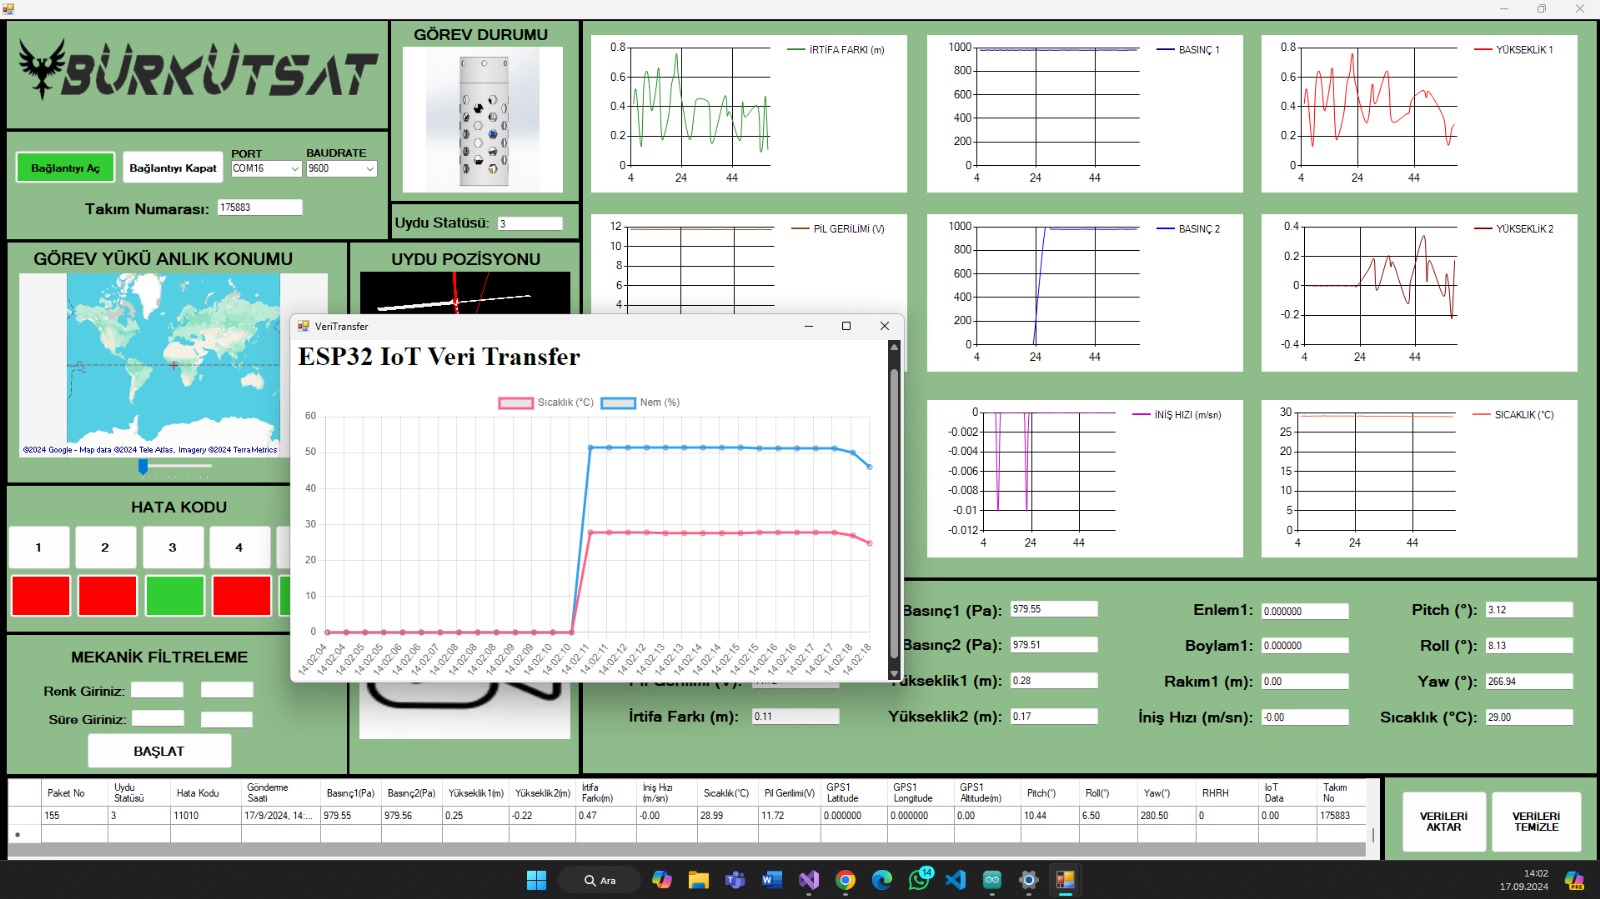 BÜRKÜTSAT
Bağlantıyı Aç
Bağlantıyı Kapat
PORT
COM16
BAUDRATE
9600
Takım Numarası:
175883
GÖREV DURUMU
Uydu Statüsü:
3
GÖREV YÜKÜ ANLIK KONUMU
©2024 Google - Map data ©2024 Tele Atlas, Imagery ©2024 TerraMetrics
UYDU POZİSYONU
HATA KODU
1 2 3 4
MEKANİK FİLTRELEME
Renk Giriniz:
Süre Giriniz:
BAŞLAT
İRTİFA FARKI (m)
0.8
0.6
0.4
0.2
0
4 24 44
BASINÇ 1
1000
800
600
400
200
0
4 24 44
YÜKSEKLİK 1
0.8
0.6
0.4
0.2
0
4 24 44
PİL GERİLİMİ (V)
12
10
8
6
4
BASINÇ 2
1000
800
600
400
200
0
4 24 44
YÜKSEKLİK 2
0.4
0.2
0
-0.2
-0.4
4 24 44
İNİŞ HIZI (m/sn)
0
-0.002
-0.004
-0.006
-0.008
-0.01
-0.012
4 24 44
SICAKLIK (°C)
30
25
20
15
10
5
0
4 24 44
VeriTransfer
ESP32 IoT Veri Transfer
Sıcaklık (°C) Nem (%)
60
50
40
30
20
10
0
14:02:04 14:02:04 14:02:05 14:02:05 14:02:06 14:02:06 14:02:07 14:02:08 14:02:08 14:02:08 14:02:09 14:02:09 14:02:10 14:02:10 14:02:11 14:02:11 14:02:12 14:02:12 14:02:13 14:02:13 14:02:14 14:02:14 14:02:15 14:02:15 14:02:16 14:02:16 14:02:17 14:02:17 14:02:18 14:02:18
Basınç1 (Pa): 979.55
Enlem1: 0.000000
Pitch (°): 3.12
Basınç2 (Pa): 979.51
Boylam1: 0.000000
Roll (°): 8.13
Pil Gerilimi (V): 11.72
Yükseklik1 (m): 0.28
Rakım1 (m): 0.00
Yaw (°): 266.94
İrtifa Farkı (m): 0.11
Yükseklik2 (m): 0.17
İniş Hızı (m/sn): -0.00
Sıcaklık (°C): 29.00
Paket No Uydu Statüsü Hata Kodu Gönderme Saati Basınç1(Pa) Basınç2(Pa) Yükseklik1(m) Yükseklik2(m) İrtifa Farkı(m) İniş Hızı (m/sn) Sıcaklık(°C) Pil Gerilimi(V) GPS1 Latitude GPS1 Longitude GPS1 Altitude(m) Pitch(°) Roll(°) Yaw(°) RHRH IoT Data Takım No
155 3 11010 17/9/2024, 14:... 979.55 979.56 0.25 -0.22 0.47 -0.00 28.99 11.72 0.000000 0.000000 0.00 10.44 6.50 280.50 0 0.00 175883
VERİLERİ
AKTAR
VERİLERİ
TEMİZLE
Ara
14
14:02
17.09.2024
PRE